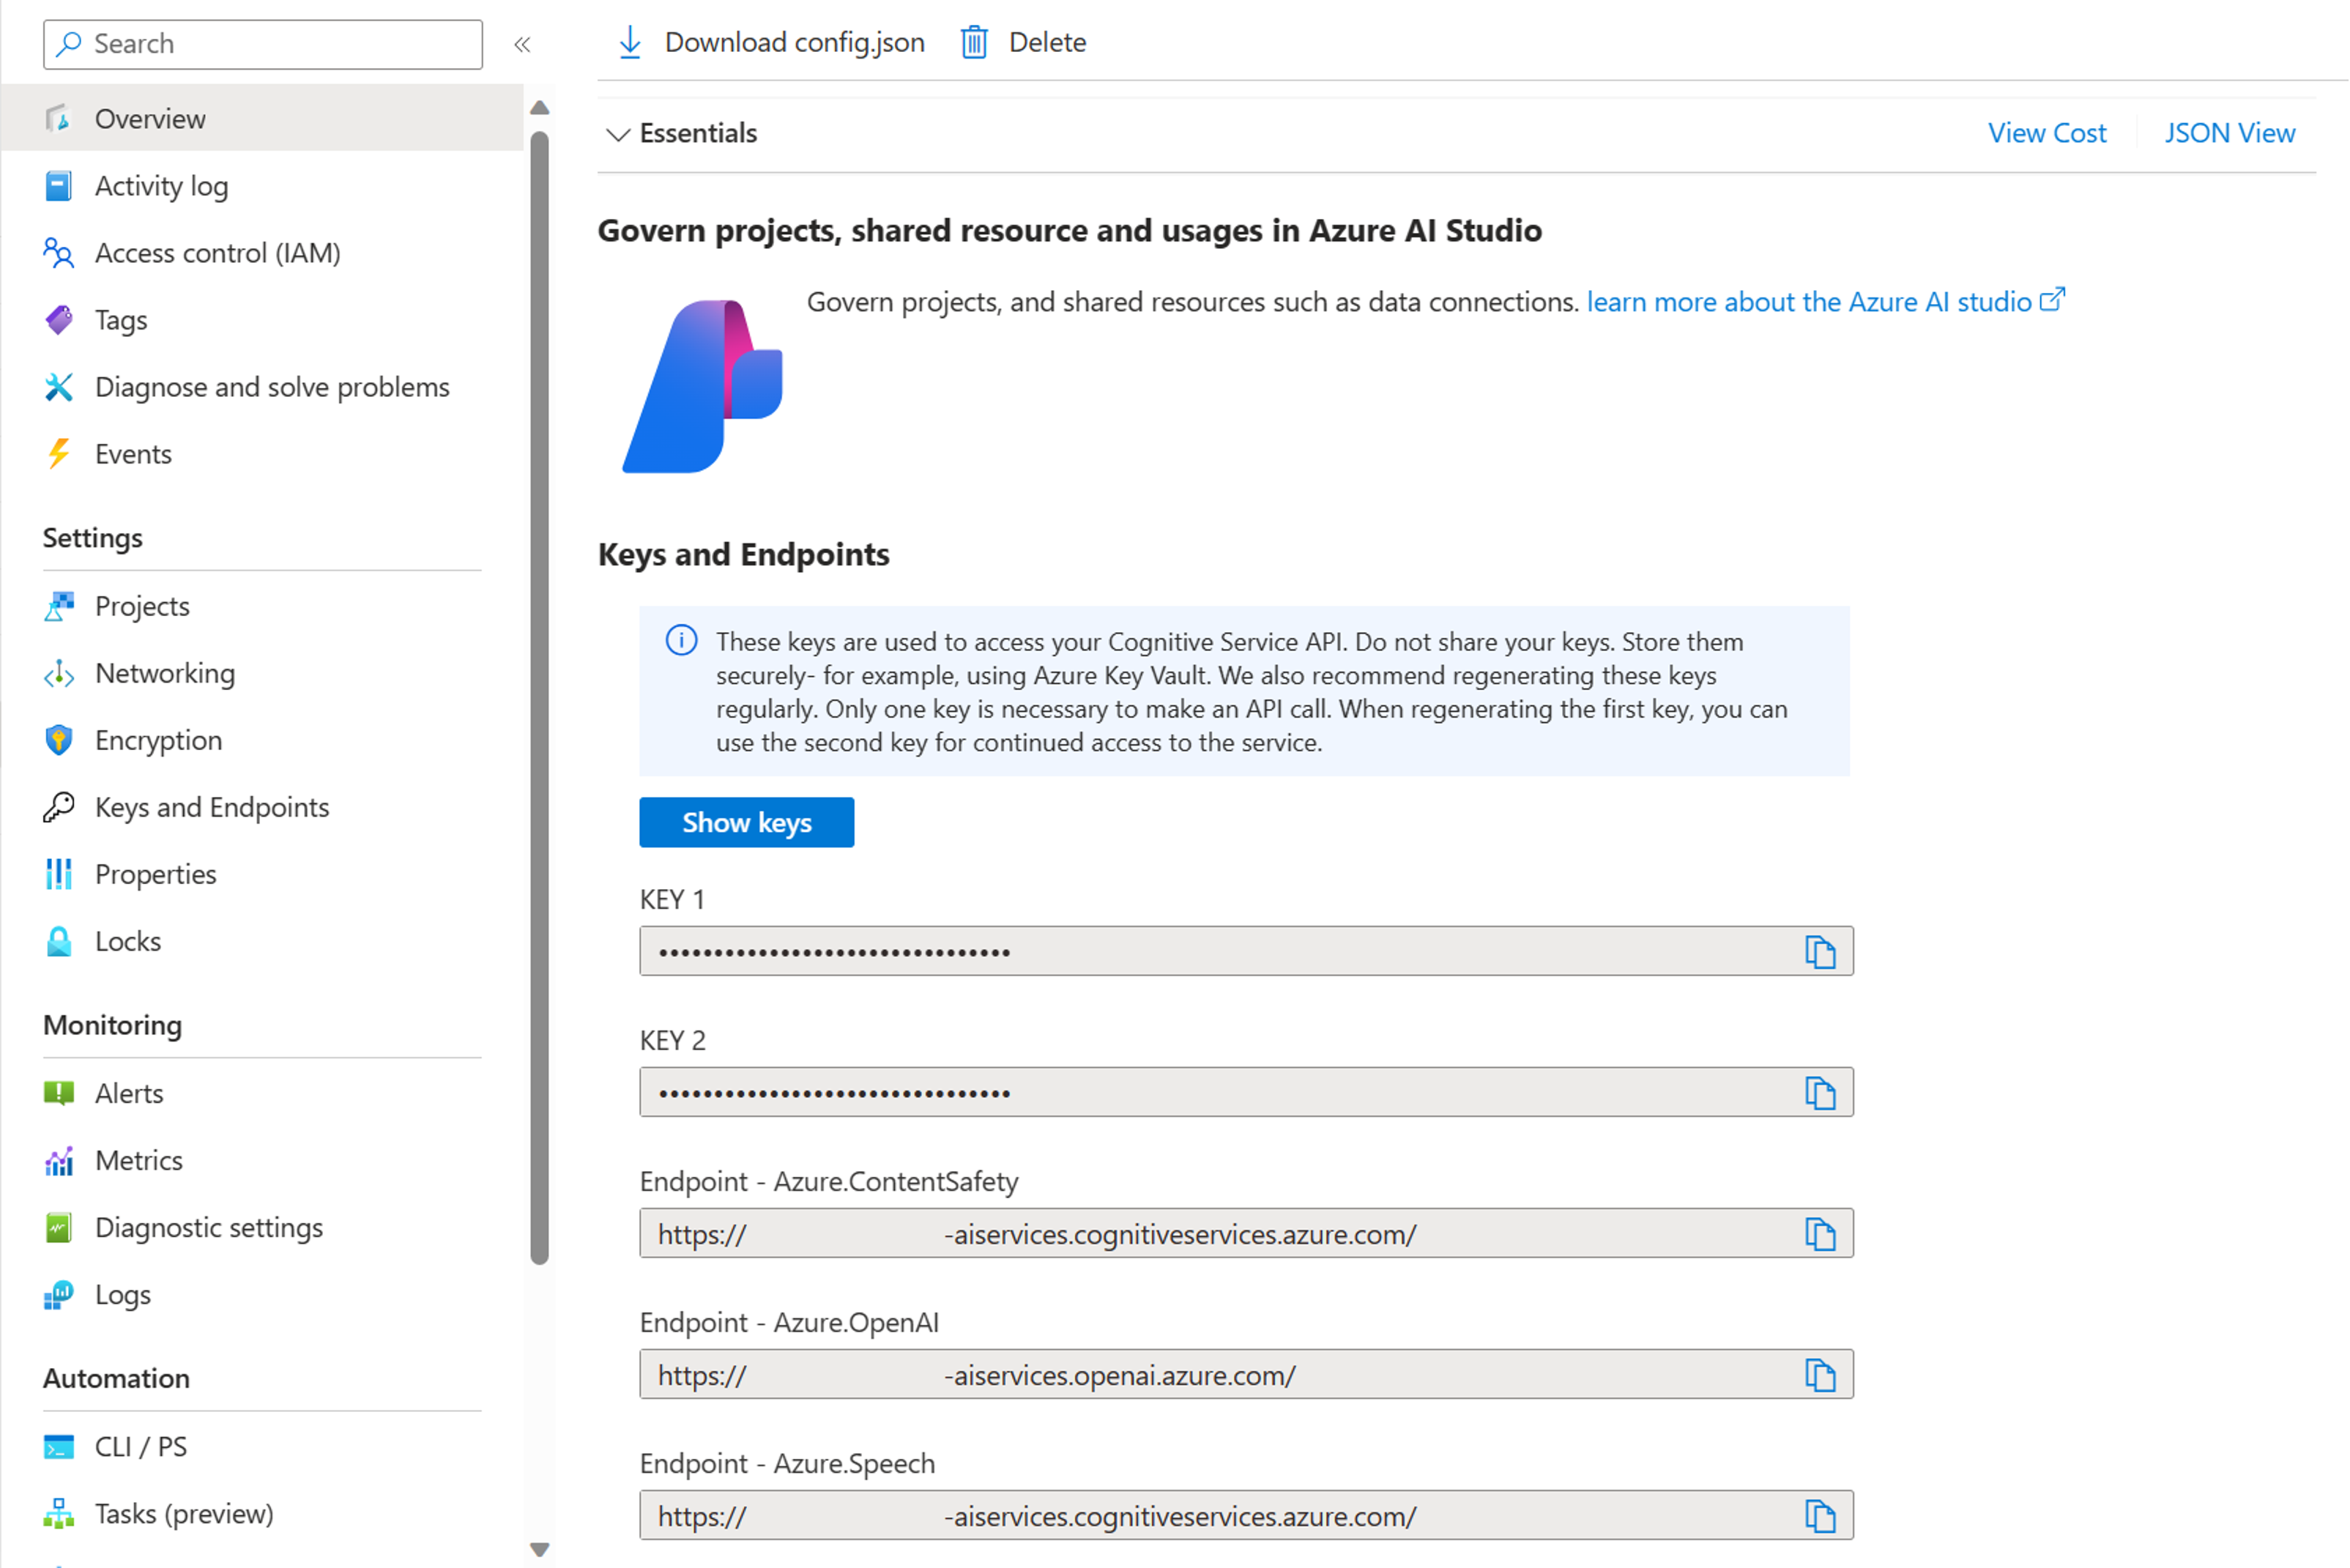 Search
Overview
Activity log
Access control (IAM)
Tags
Diagnose and solve problems
Events
Settings
Projects
Networking
Encryption
Keys and Endpoints
Properties
Locks
Monitoring
Alerts
Metrics
Diagnostic settings
Logs
Automation
CLI / PS
Tasks (preview)
Download config.json
Delete
Essentials
View Cost
JSON View
Govern projects, shared resource and usages in Azure AI Studio
Govern projects, and shared resources such as data connections. learn more about the Azure AI studio
Keys and Endpoints
These keys are used to access your Cognitive Service API. Do not share your keys. Store them
securely- for example, using Azure Key Vault. We also recommend regenerating these keys
regularly. Only one key is necessary to make an API call. When regenerating the first key, you can
use the second key for continued access to the service.
Show keys
KEY 1
••••••••••••••••••••••••••••••••
KEY 2
••••••••••••••••••••••••••••••••
Endpoint - Azure.ContentSafety
https:// -aiservices.cognitiveservices.azure.com/
Endpoint - Azure.OpenAI
https:// -aiservices.openai.azure.com/
Endpoint - Azure.Speech
https:// -aiservices.cognitiveservices.azure.com/